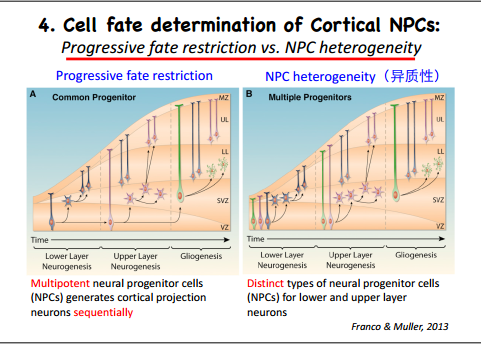 4. Cell fate determination of Cortical NPCs:
Progressive fate restriction vs. NPC heterogeneity
Progressive fate restriction
NPC heterogeneity（异质性）
A
Common Progenitor
MZ
UL
LL
SVZ
VZ
Time
Lower Layer
Neurogenesis
Upper Layer
Neurogenesis
Gliogenesis
B
Multiple Progenitors
MZ
UL
LL
SVZ
VZ
Time
Lower Layer
Neurogenesis
Upper Layer
Neurogenesis
Gliogenesis
Multipotent neural progenitor cells
(NPCs) generates cortical projection
neurons sequentially
Distinct types of neural progenitor cells
(NPCs) for lower and upper layer
neurons
Franco & Muller, 2013